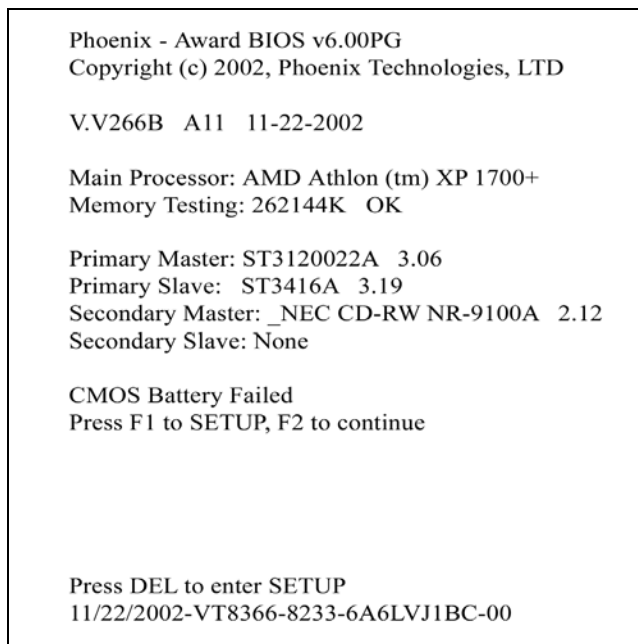 Phoenix - Award BIOS v6.00PG
Copyright (c) 2002, Phoenix Technologies, LTD
V.V266B A11 11-22-2002
Main Processor: AMD Athlon (tm) XP 1700+
Memory Testing: 262144K OK
Primary Master: ST3120022A 3.06
Primary Slave: ST3416A 3.19
Secondary Master: _NEC CD-RW NR-9100A 2.12
Secondary Slave: None
CMOS Battery Failed
Press F1 to SETUP, F2 to continue
Press DEL to enter SETUP
11/22/2002-VT8366-8233-6A6LVJ1BC-00